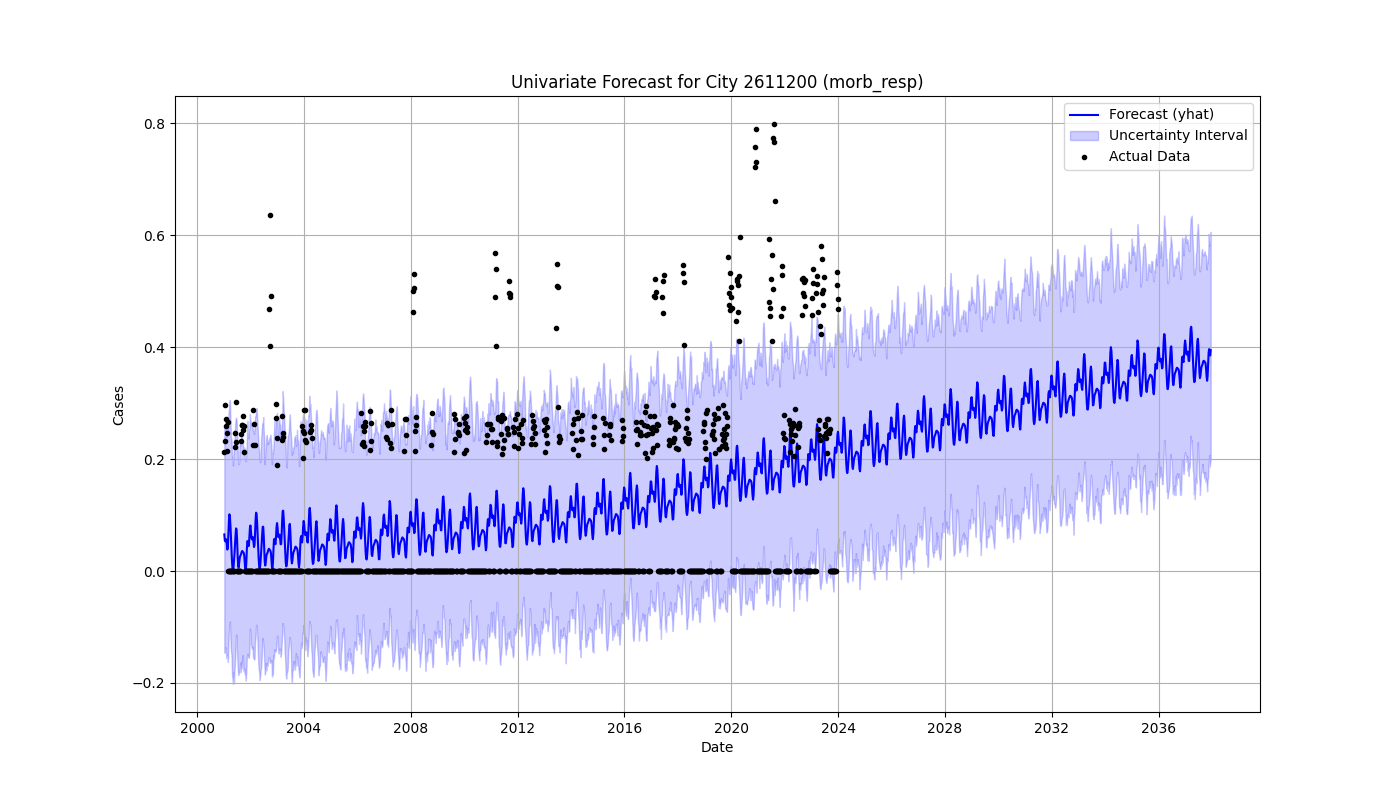 Univariate Forecast for City 2611200 (morb_resp)
Forecast (yhat)
Uncertainty Interval
Actual Data
Cases
0.8
0.6
0.4
0.2
0.0
−0.2
2000 2004 2008 2012 2016 2020 2024 2028 2032 2036
Date